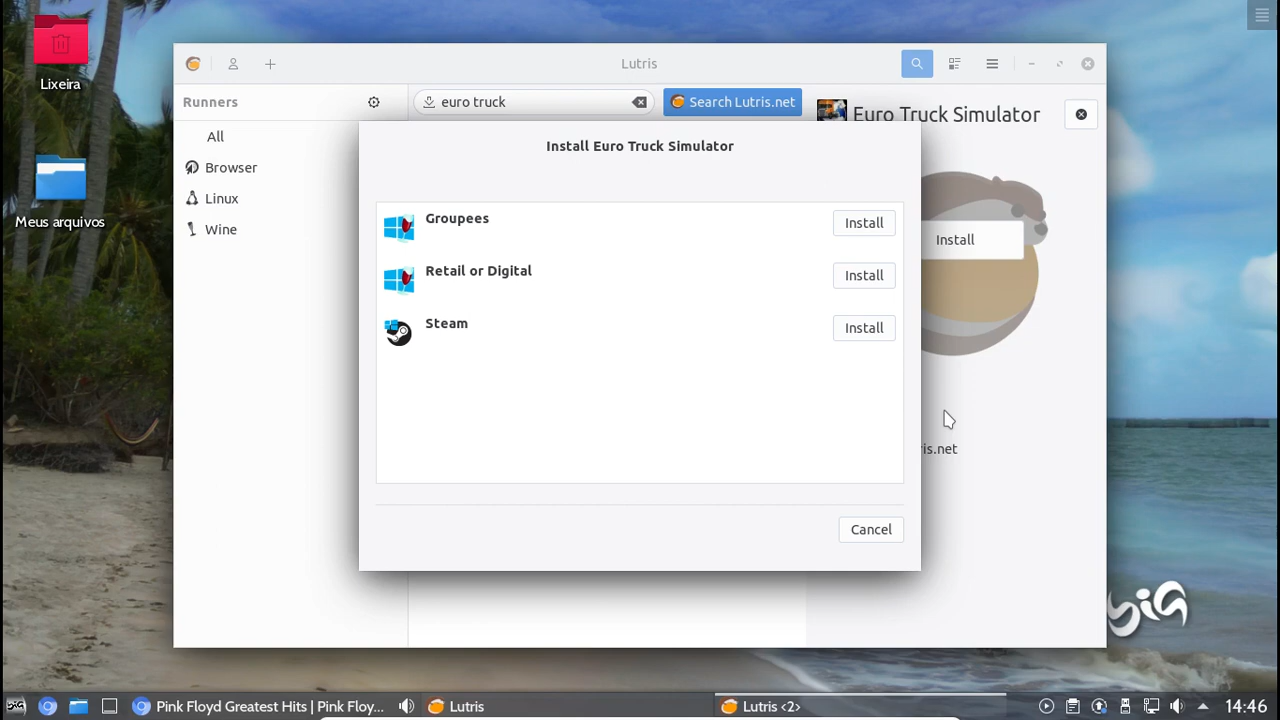 Lixeira
Meus arquivos
Lutris
Runners
euro truck
Search Lutris.net
Euro Truck Simulator
All
Browser
Linux
Wine
Install Euro Truck Simulator
Groupees
Install
Retail or Digital
Install
Steam
Install
Install
ris.net
Cancel
BIG
Pink Floyd Greatest Hits | Pink Floy...
Lutris
Lutris <2>
14:46